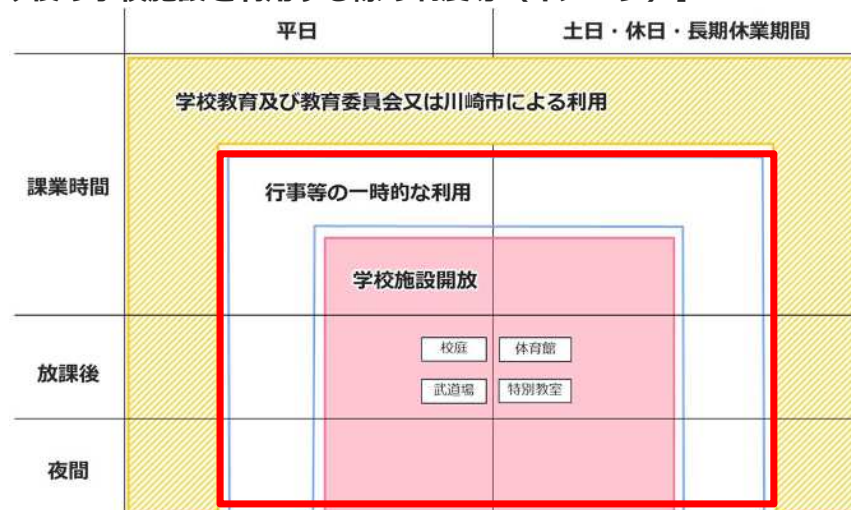 平日 土日・休日・長期休業期間
学校教育及び教育委員会又は川崎市による利用
課業時間
行事等の一時的な利用
学校施設開放
校庭 体育館
放課後
武道場 特別教室
夜間